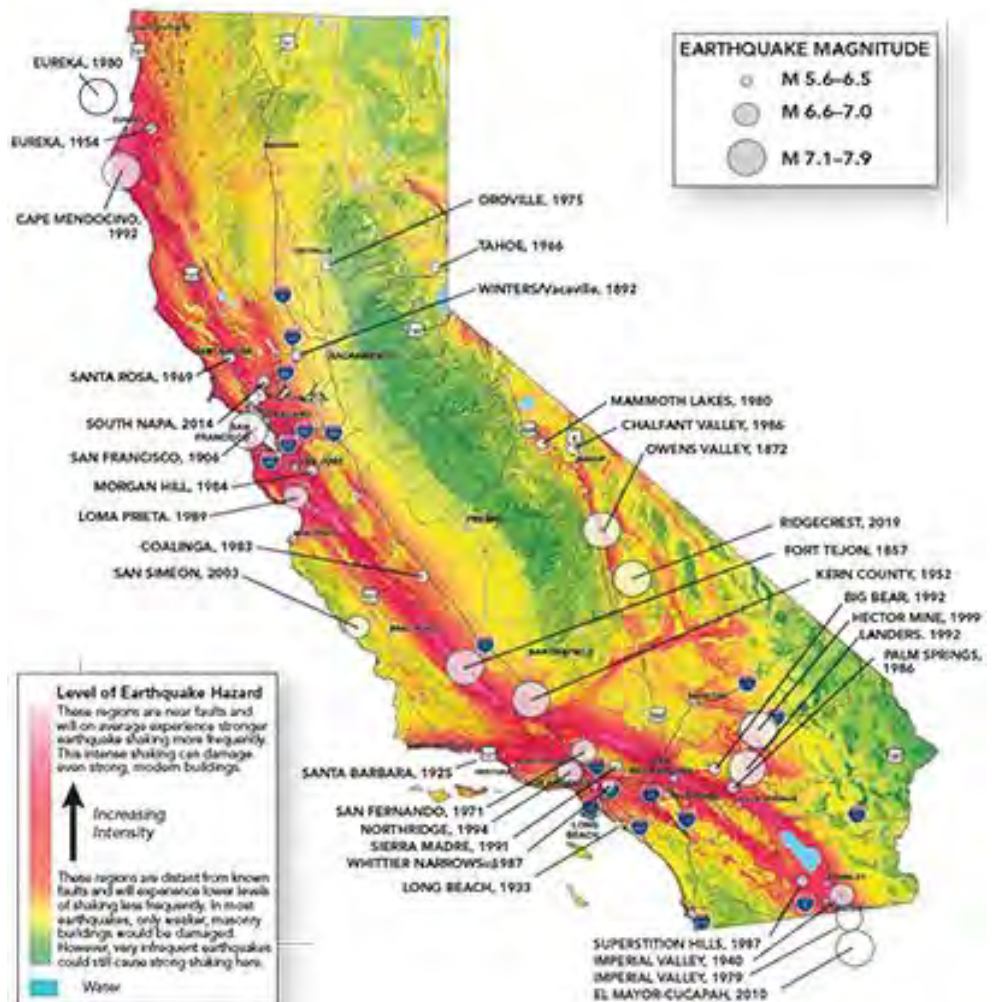 EARTHQUAKE MAGNITUDE
M 5.6–6.5
M 6.6–7.0
M 7.1–7.9
EUREKA, 1980
EUREKA, 1954
CAPE MENDOCINO,
1992
OROVILLE, 1975
TAHOE, 1966
WINTERS/Vacaville, 1892
SACRAMENTO
SANTA ROSA, 1969
SOUTH NAPA, 2014
SAN
FRANCISCO
SAN FRANCISCO, 1906
MORGAN HILL, 1984
LOMA PRIETA, 1989
COALINGA, 1983
SAN SIMEON, 2003
MAMMOTH LAKES, 1980
CHALFANT VALLEY, 1986
OWENS VALLEY, 1872
FRESNO
RIDGECREST, 2019
FORT TEJON, 1857
KERN COUNTY, 1952
BIG BEAR, 1992
HECTOR MINE, 1999
LANDERS, 1992
PALM SPRINGS,
1986
BAKERSFIELD
SANTA BARBARA, 1925
SAN FERNANDO, 1971
NORTHRIDGE, 1994
SIERRA MADRE, 1991
WHITTIER NARROWS, 1987
LONG
BEACH
LONG BEACH, 1933
SUPERSTITION HILLS, 1987
IMPERIAL VALLEY, 1940
IMPERIAL VALLEY, 1979
EL MAYOR-CUCAPAH, 2010
Level of Earthquake Hazard
These regions are near faults and
will on average experience stronger
earthquake shaking more frequently.
This intense shaking can damage
even strong, modern buildings.
Increasing
Intensity
These regions are distant from known
faults and will experience lower levels
of shaking less frequently. In most
earthquakes, only weaker, masonry
buildings would be damaged.
However, very infrequent earthquakes
could still cause strong shaking here.
Water